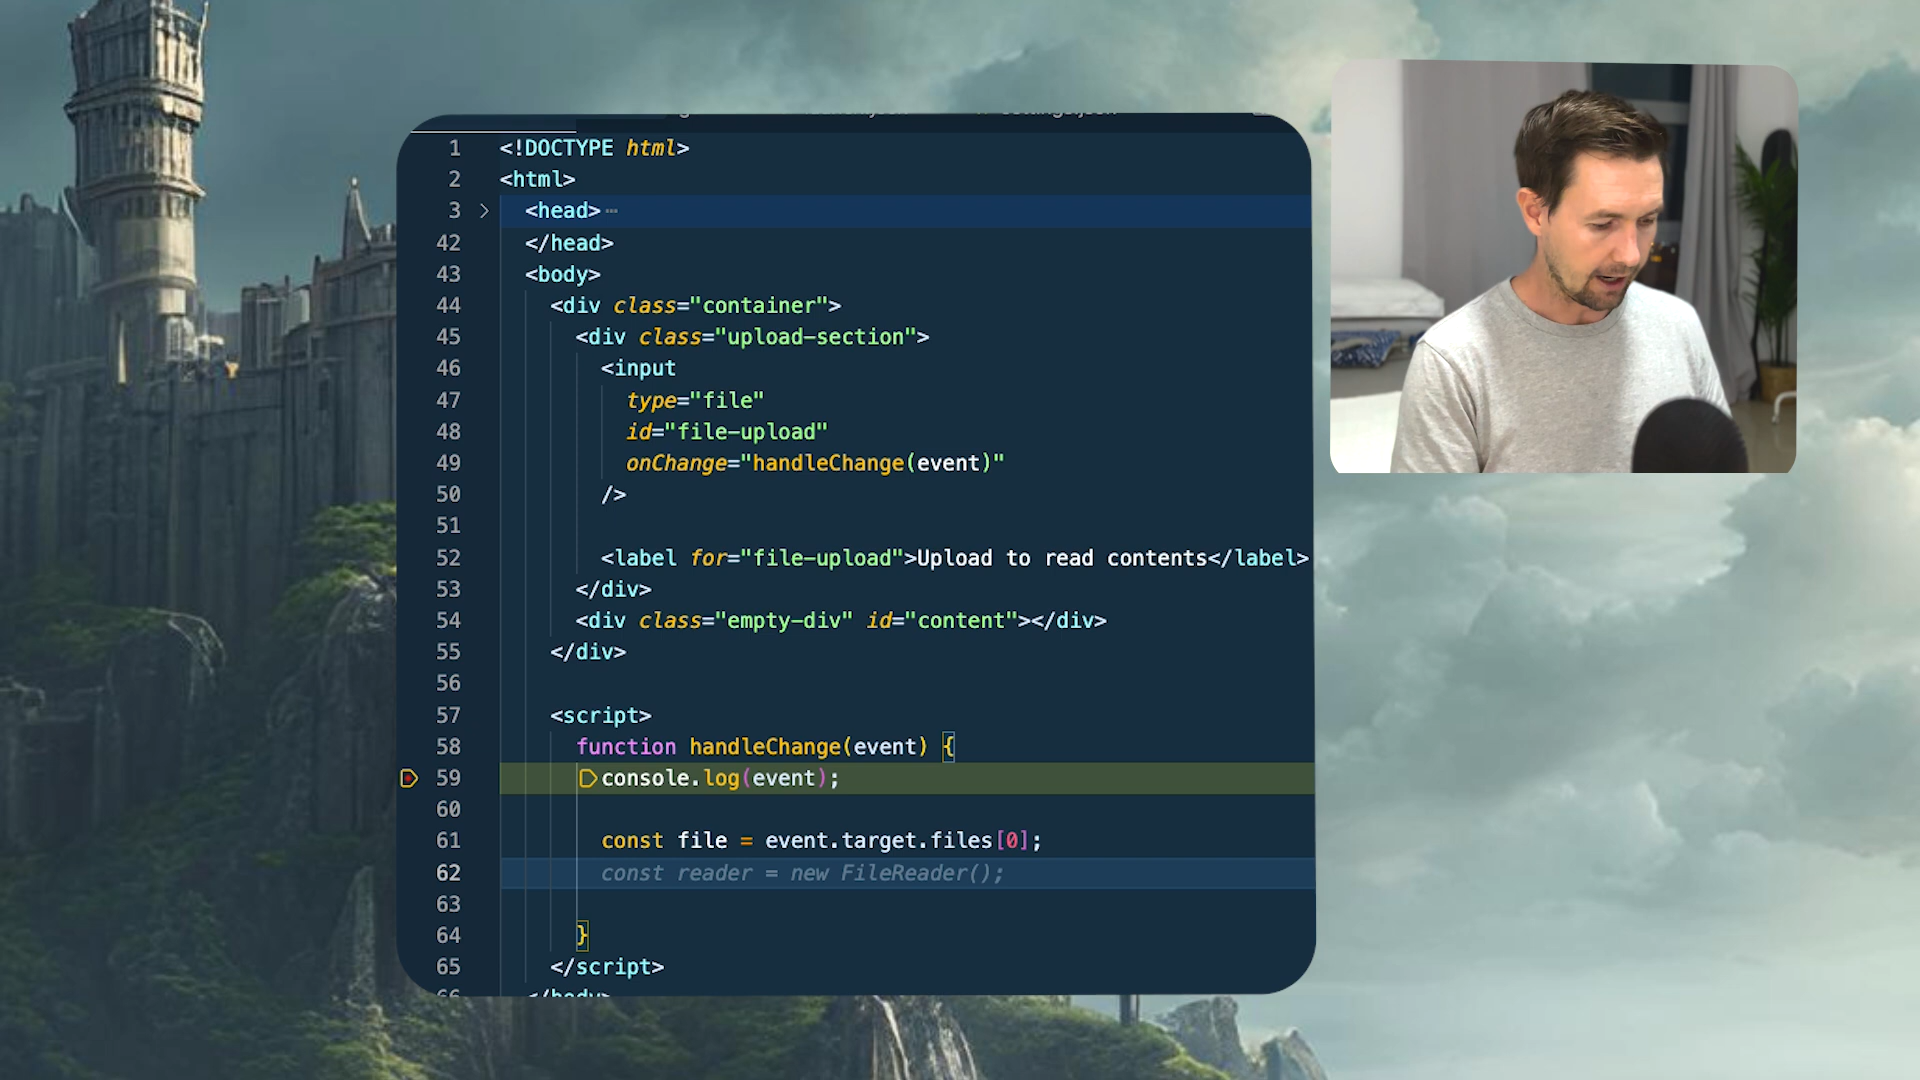 1 <!DOCTYPE html>
2 <html>
3 <head>
42 </head>
43 <body>
44 <div class="container">
45 <div class="upload-section">
46 <input
47 type="file"
48 id="file-upload"
49 onChange="handleChange(event)"
50 />
51
52 <label for="file-upload">Upload to read contents</label>
53 </div>
54 <div class="empty-div" id="content"></div>
55 </div>
56
57 <script>
58 function handleChange(event) {
59 console.log(event);
60
61 const file = event.target.files[0];
62 const reader = new FileReader();
63
64 }
65 </script>
66 </body>